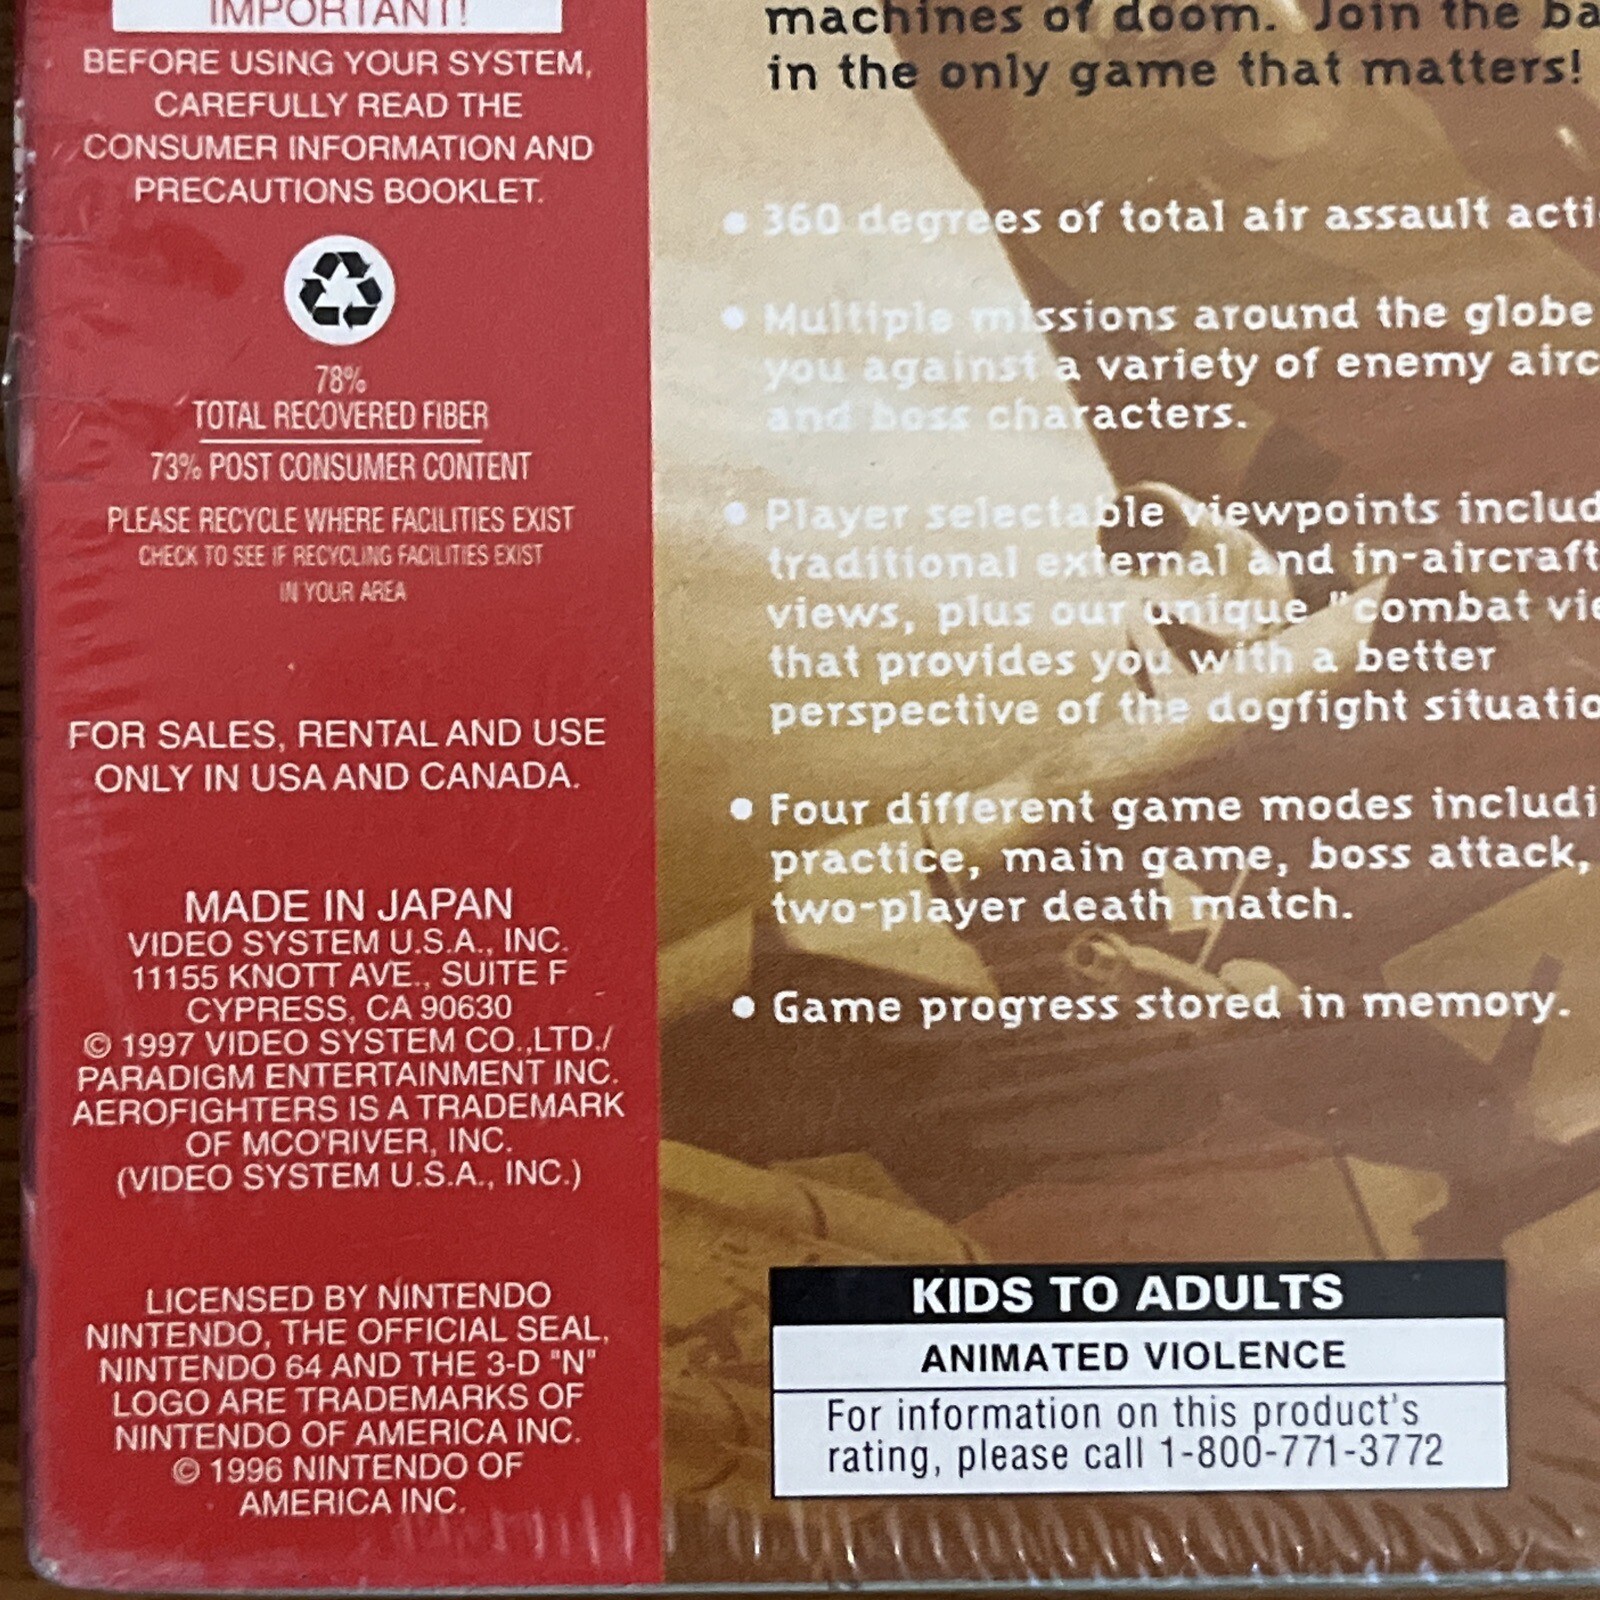 IMPORTANT!
BEFORE USING YOUR SYSTEM,
CAREFULLY READ THE
CONSUMER INFORMATION AND
PRECAUTIONS BOOKLET.
78%
TOTAL RECOVERED FIBER
73% POST CONSUMER CONTENT
PLEASE RECYCLE WHERE FACILITIES EXIST
CHECK TO SEE IF RECYCLING FACILITIES EXIST
IN YOUR AREA
FOR SALES, RENTAL AND USE
ONLY IN USA AND CANADA.
MADE IN JAPAN
VIDEO SYSTEM U.S.A., INC.
11155 KNOTT AVE., SUITE F
CYPRESS, CA 90630
© 1997 VIDEO SYSTEM CO.,LTD./
PARADIGM ENTERTAINMENT INC.
AEROFIGHTERS IS A TRADEMARK
OF MCO'RIVER, INC.
(VIDEO SYSTEM U.S.A., INC.)
LICENSED BY NINTENDO
NINTENDO, THE OFFICIAL SEAL,
NINTENDO 64 AND THE 3-D "N"
LOGO ARE TRADEMARKS OF
NINTENDO OF AMERICA INC.
© 1996 NINTENDO OF
AMERICA INC.
machines of doom. Join the ba
in the only game that matters!
• 360 degrees of total air assault acti
• Multiple missions around the globe
you against a variety of enemy airc
and boss characters.
• Player selectable viewpoints includ
traditional external and in-aircraft
views, plus our unique "combat vie
that provides you with a better
perspective of the dogfight situatio
• Four different game modes includi
practice, main game, boss attack,
two-player death match.
• Game progress stored in memory.
KIDS TO ADULTS
ANIMATED VIOLENCE
For information on this product's
rating, please call 1-800-771-3772